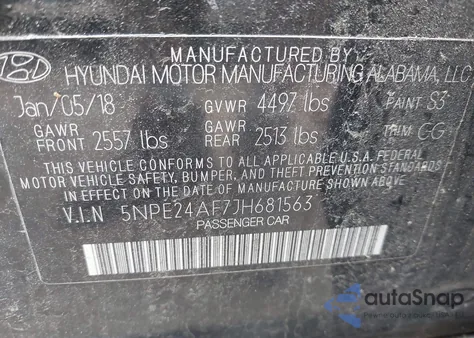 MANUFACTURED BY
HYUNDAI MOTOR MANUFACTURING ALABAMA, LLC
Jan/05/18 GVWR 4497 lbs PAINT S3
GAWR FRONT 2557 lbs GAWR REAR 2513 lbs TRIM GG
THIS VEHICLE CONFORMS TO ALL APPLICABLE U.S.A. FEDERAL
MOTOR VEHICLE SAFETY, BUMPER, AND THEFT PREVENTION
STANDARDS IN EFFECT ON THE DATE OF MANUFACTURE SHOWN ABOVE.
V.I.N 5NPE24AF7JH681563
PASSENGER CAR
autoSnap